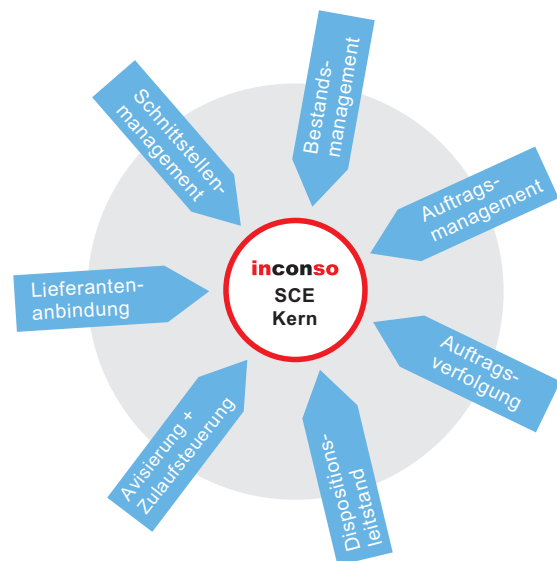 Bestands-
management
Auftrags-
management
Auftrags-
verfolgung
Dispositions-
leitstand
Avisierung +
Zulaufsteuerung
Lieferanten-
anbindung
Schnittstellen-
management
inconso
SCE
Kern